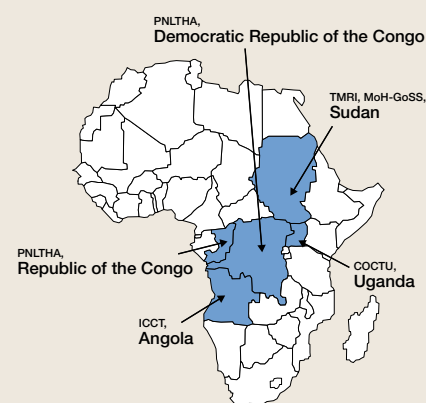 PNLTHA,
Democratic Republic of the Congo
TMRI, MoH-GoSS,
Sudan
PNLTHA,
Republic of the Congo
COCTU,
Uganda
ICCT,
Angola